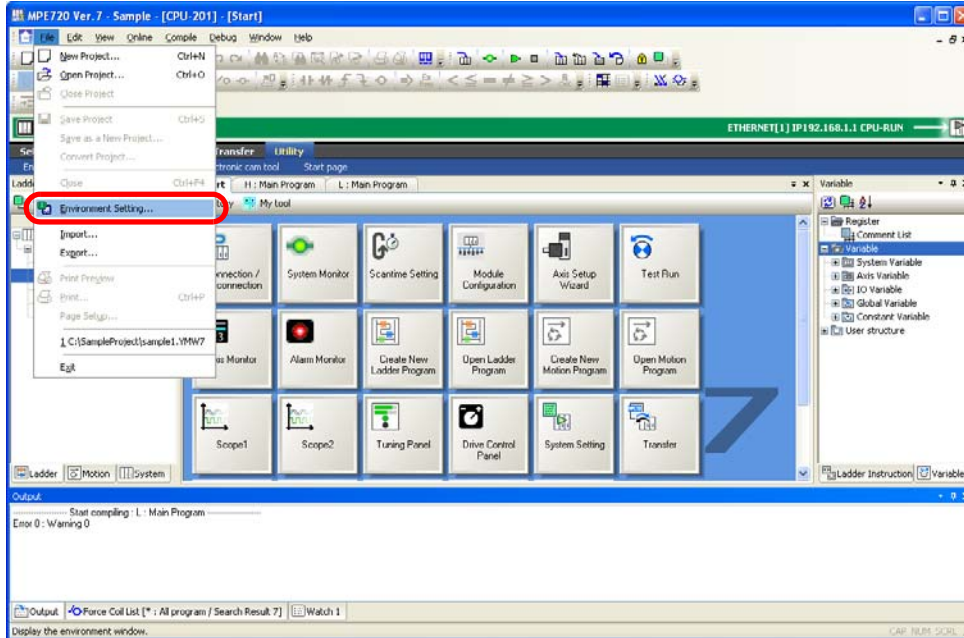 MPE720 Ver. 7 - Sample - [CPU-201] - [Start]
File Edit View Online Compile Debug Window Help
New Project... Ctrl+N
Open Project... Ctrl+O
Close Project
Save Project Ctrl+S
Save as a New Project...
Convert Project...
Close Ctrl+F4
Environment Setting...
Import...
Export...
Print Preview
Print... Ctrl+P
Page Setup...
1 C:\SampleProject\sample1.YMW7
Exit
ETHERNET[1] IP192.168.1.1 CPU-RUN
Transfer Utility
cam tool Start page
H : Main Program L : Main Program
My tool
System Monitor
Scantime Setting
Module Configuration
Axis Setup Wizard
Test Run
Monitor
Alarm Monitor
Create New Ladder Program
Open Ladder Program
Create New Motion Program
Open Motion Program
Scope1
Scope2
Tuning Panel
Drive Control Panel
System Setting
Transfer
7
Variable
Register
Comment List
Variable
System Variable
Axis Variable
IO Variable
Global Variable
Constant Variable
User structure
Ladder Motion System
Ladder Instruction Variable
Output
Start compiling : L : Main Program
Error 0 : Warning 0
Output Force Coil List [* : All program / Search Result 7] Watch 1
Display the environment window.
CAP NUM SCRL